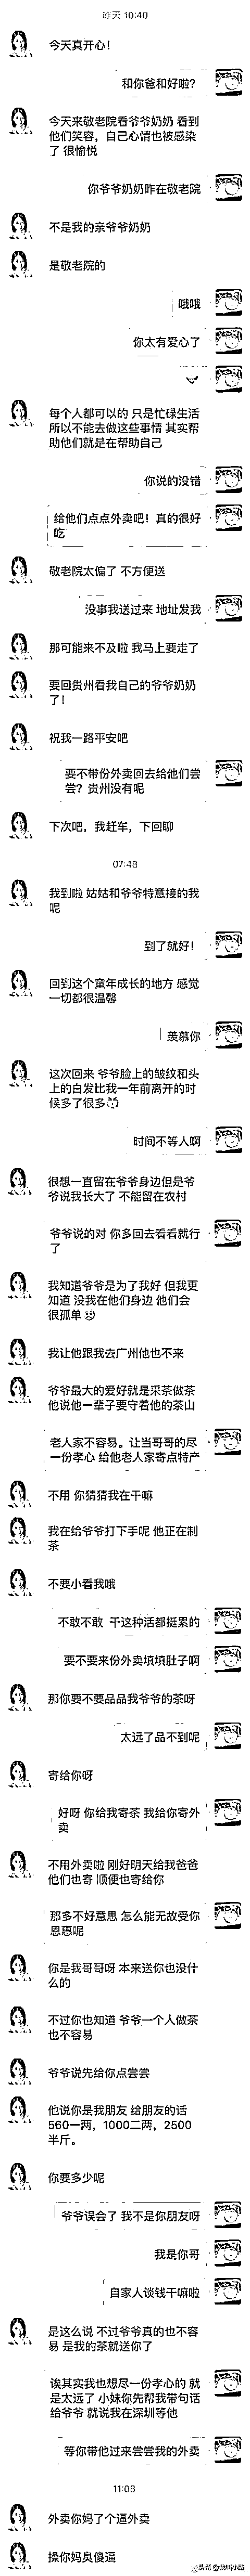 昨天 10:40
今天真开心！
和你爸和好啦？
今天来敬老院看爷爷奶奶 看到
他们笑容，自己心情也被感染
了 很愉悦
你爷爷奶奶昨在敬老院
不是我的亲爷爷奶奶
是敬老院的
哦哦
你太有爱心了
每个人都可以的 只是忙碌生活
所以不能去做这些事情 其实帮
助他们就是在帮助自己
你说的没错
给他们点点外卖吧！真的很好
吃
敬老院太偏了 不方便送
没事我送过来 地址发我
那可能来不及啦 我马上要走了
要回贵州看我自己的爷爷奶奶
了！
祝我一路平安吧
要不带份外卖回去给他们尝
尝？贵州没有呢
下次吧，我赶车，下回聊
07:48
我到啦 姑姑和爷爷特意接的我
呢
到了就好！
回到这个童年成长的地方 感觉
一切都很温馨
羡慕你
这次回来 爷爷脸上的皱纹和头
上的白发比我一年前离开的时
候多了很多
时间不等人啊
很想一直留在爷爷身边但是爷
爷说我长大了 不能留在农村
爷爷说的对 你多回去看看就行
了
我知道爷爷是为了我好 但我更
知道 没我在他们身边 他们会
很孤单
我让他跟我去广州他也不来
爷爷最大的爱好就是采茶做茶
他说他一辈子要守着他的茶山
老人家不容易。让当哥哥的尽
一份孝心 给他老人家寄点特产
不用 你猜猜我在干嘛
我在给爷爷打下手呢 他正在制
茶
不要小看我哦
不敢不敢 干这种活都挺累的
要不要来份外卖填填肚子啊
那你要不要品品我爷爷的茶呀
太远了品不到呢
寄给你呀
好呀 你给我寄茶 我给你寄外
卖
不用外卖啦 刚好明天给我爸爸
他们也寄 顺便也寄给你
那多不好意思 怎么能无故受你
恩惠呢
你是我哥哥呀 本来送你也没什
么的
不过你也知道 爷爷一个人做茶
也不容易
爷爷说先给你点尝尝
他说你是我朋友 给朋友的话
560一两，1000二两，2500
半斤。
你要多少呢
爷爷误会了 我不是你朋友呀
我是你哥
自家人谈钱干嘛啦
是这么说 不过爷爷真的也不容
易 是我的茶就送你了
诶其实我也想尽一份孝心的 就
是太远了 小妹你先帮我带句话
给爷爷 就说我在深圳等他
等你带他过来尝尝我的外卖
11:08
外卖你妈了个逼外卖
操你妈臭傻逼